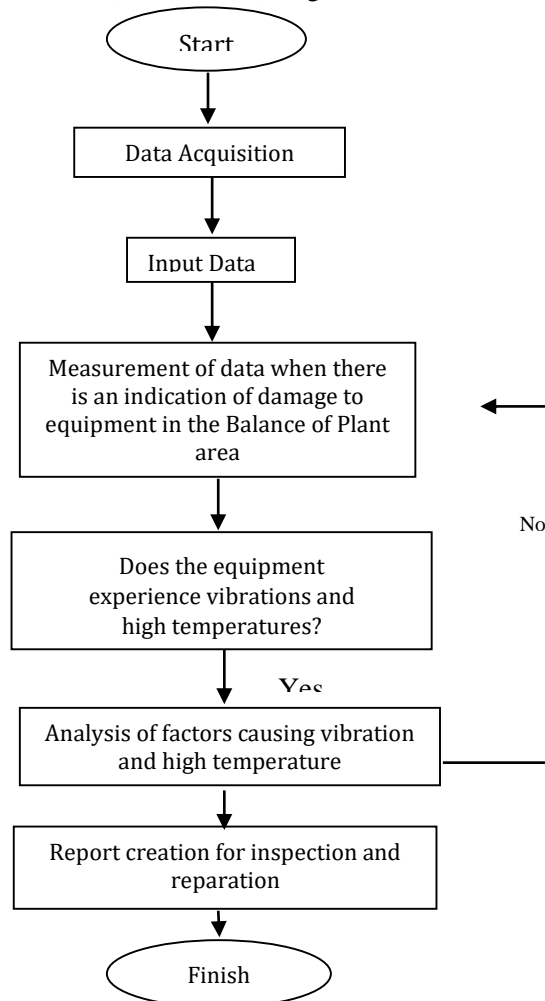 Start
Data Acquisition
Input Data
Measurement of data when there
is an indication of damage to
equipment in the Balance of Plant
area
No
Does the equipment
experience vibrations and
high temperatures?
Yes
Analysis of factors causing vibration
and high temperature
Report creation for inspection and
reparation
Finish